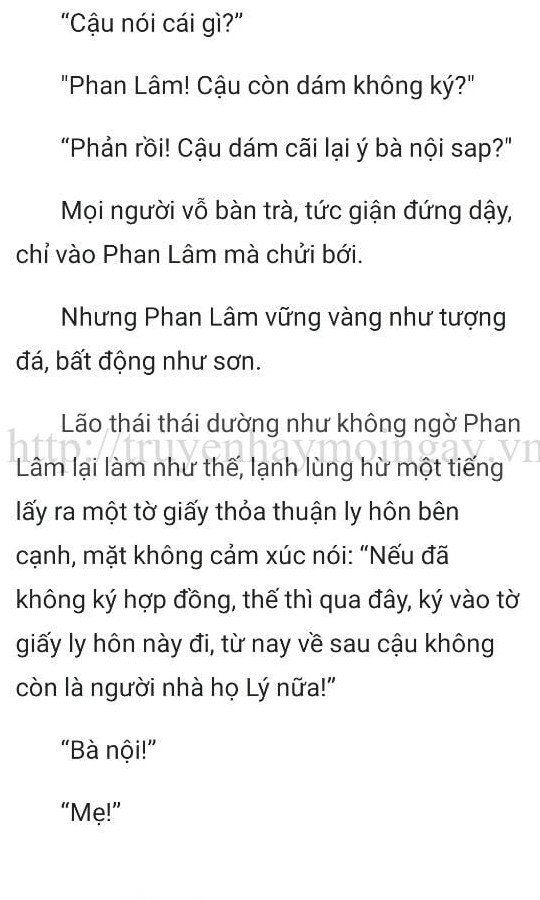 “Cậu nói cái gì?”
"Phan Lâm! Cậu còn dám không ký?"
“Phản rồi! Cậu dám cãi lại ý bà nội sap?"
Mọi người vỗ bàn trà, tức giận đứng dậy,
chỉ vào Phan Lâm mà chửi bới.
Nhưng Phan Lâm vững vàng như tượng
đá, bất động như sơn.
Lão thái thái dường như không ngờ Phan
http://truyenhaymoingay.vn
Lâm lại làm như thế, lạnh lùng hừ một tiếng
lấy ra một tờ giấy thỏa thuận ly hôn bên
cạnh, mặt không cảm xúc nói: “Nếu đã
không ký hợp đồng, thế thì qua đây, ký vào tờ
giấy ly hôn này đi, từ nay về sau cậu không
còn là người nhà họ Lý nữa!”
“Bà nội!”
“Mẹ!”